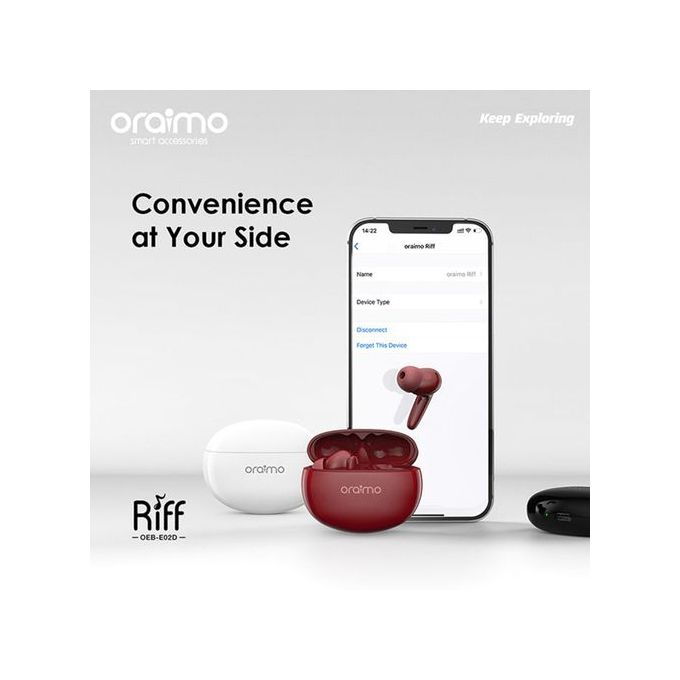 oraimo
smart accessories
Keep Exploring
Convenience
at Your Side
14:22
oraimo Riff
Name oraimo Riff
Device Type
Disconnect
Forget This Device
oraimo
oraimo
Riff
OEB-E02D